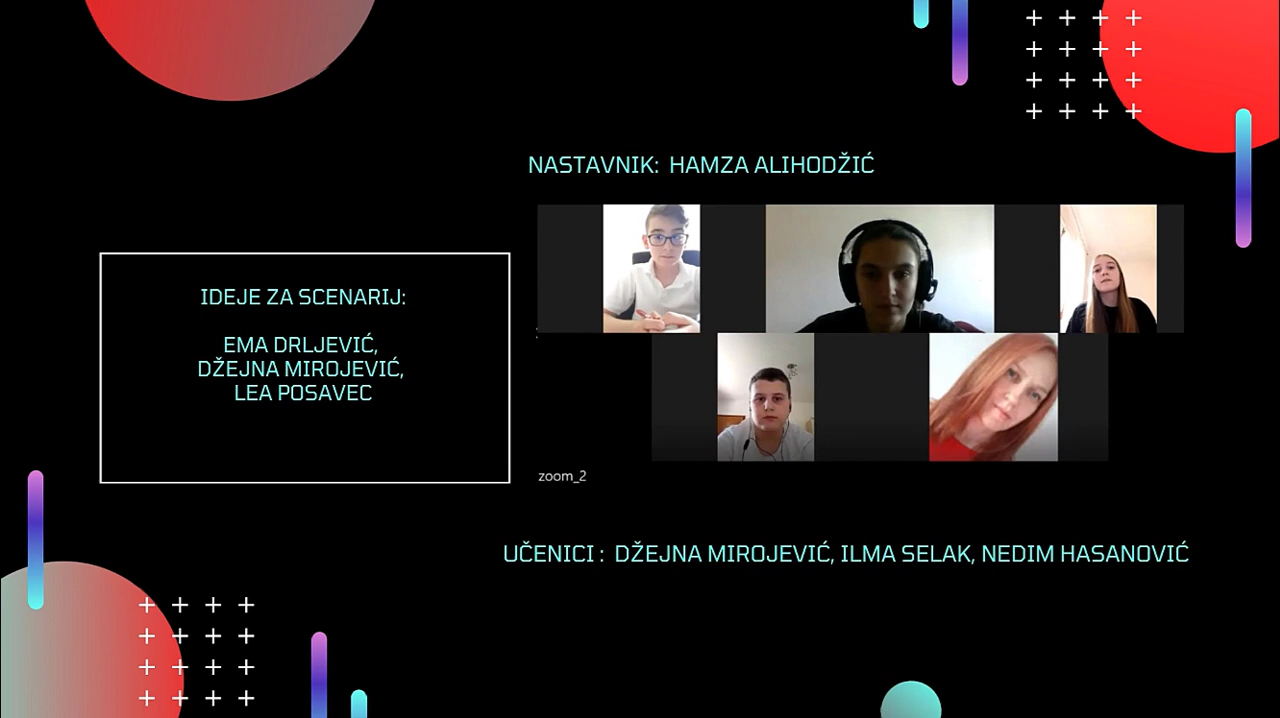 NASTAVNIK: HAMZA ALIHODŽIĆ
IDEJE ZA SCENARIJ:
EMA DRLJEVIĆ,
DŽEJNA MIROJEVIĆ,
LEA POSAVEC
zoom_2
UČENICI : DŽEJNA MIROJEVIĆ, ILMA SELAK, NEDIM HASANOVIĆ